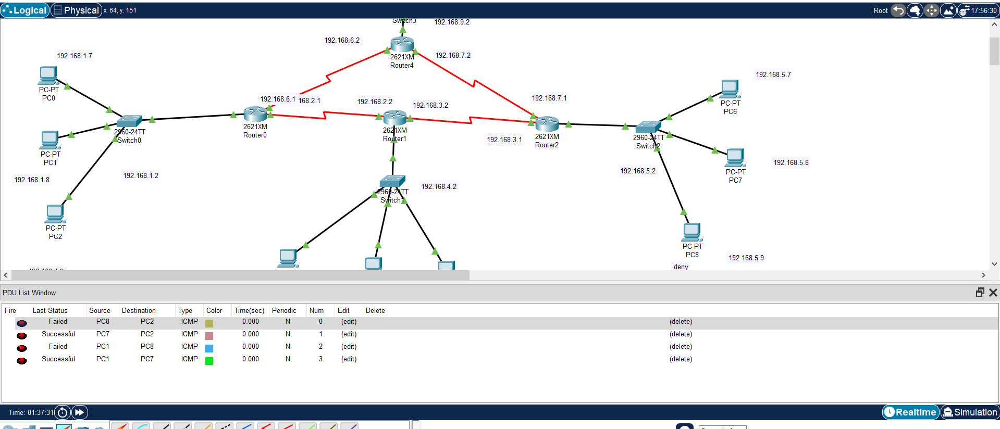 Logical Physical x: 64, y: 151 Root 17:56:30
Switch3 192.168.9.2
192.168.6.2
192.168.7.2
2621XM
Router4
192.168.1.7
PC-PT
PC0
192.168.5.7
PC-PT
PC6
192.168.6.1 168.2.1
192.168.2.2
192.168.3.2
192.168.7.1
2621XM
Router0
2621XM
Router1
2621XM
Router2
192.168.3.1
2960-24TT
Switch0
2960-24TT
Switch2
PC-PT
PC1
192.168.1.8
192.168.1.2
192.168.5.2
192.168.5.8
PC-PT
PC7
192.168.4.2
2960-24TT
Switch1
PC-PT
PC2
PC-PT
PC8
192.168.5.9
deny
PDU List Window
Fire Last Status Source Destination Type Color Time(sec) Periodic Num Edit Delete
Failed PC8 PC2 ICMP 0.000 N 0 (edit) (delete)
Successful PC7 PC2 ICMP 0.000 N 1 (edit) (delete)
Failed PC1 PC8 ICMP 0.000 N 2 (edit) (delete)
Successful PC1 PC7 ICMP 0.000 N 3 (edit) (delete)
Time: 01:37:31 Realtime Simulation